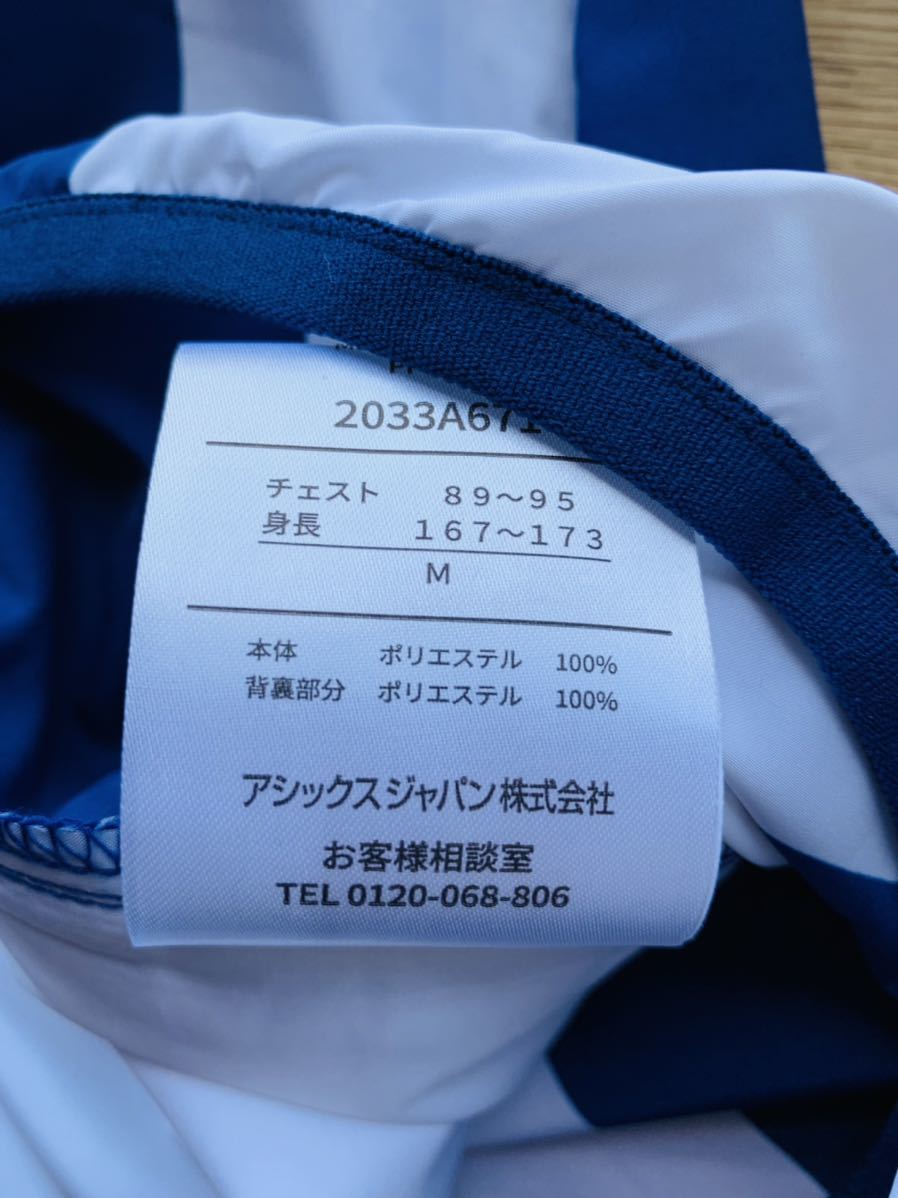 2033A671
チェスト 89～95
身長 167～173
M
本体 ポリエステル 100%
背裏部分 ポリエステル 100%
アシックスジャパン株式会社
お客様相談室
TEL 0120-068-806